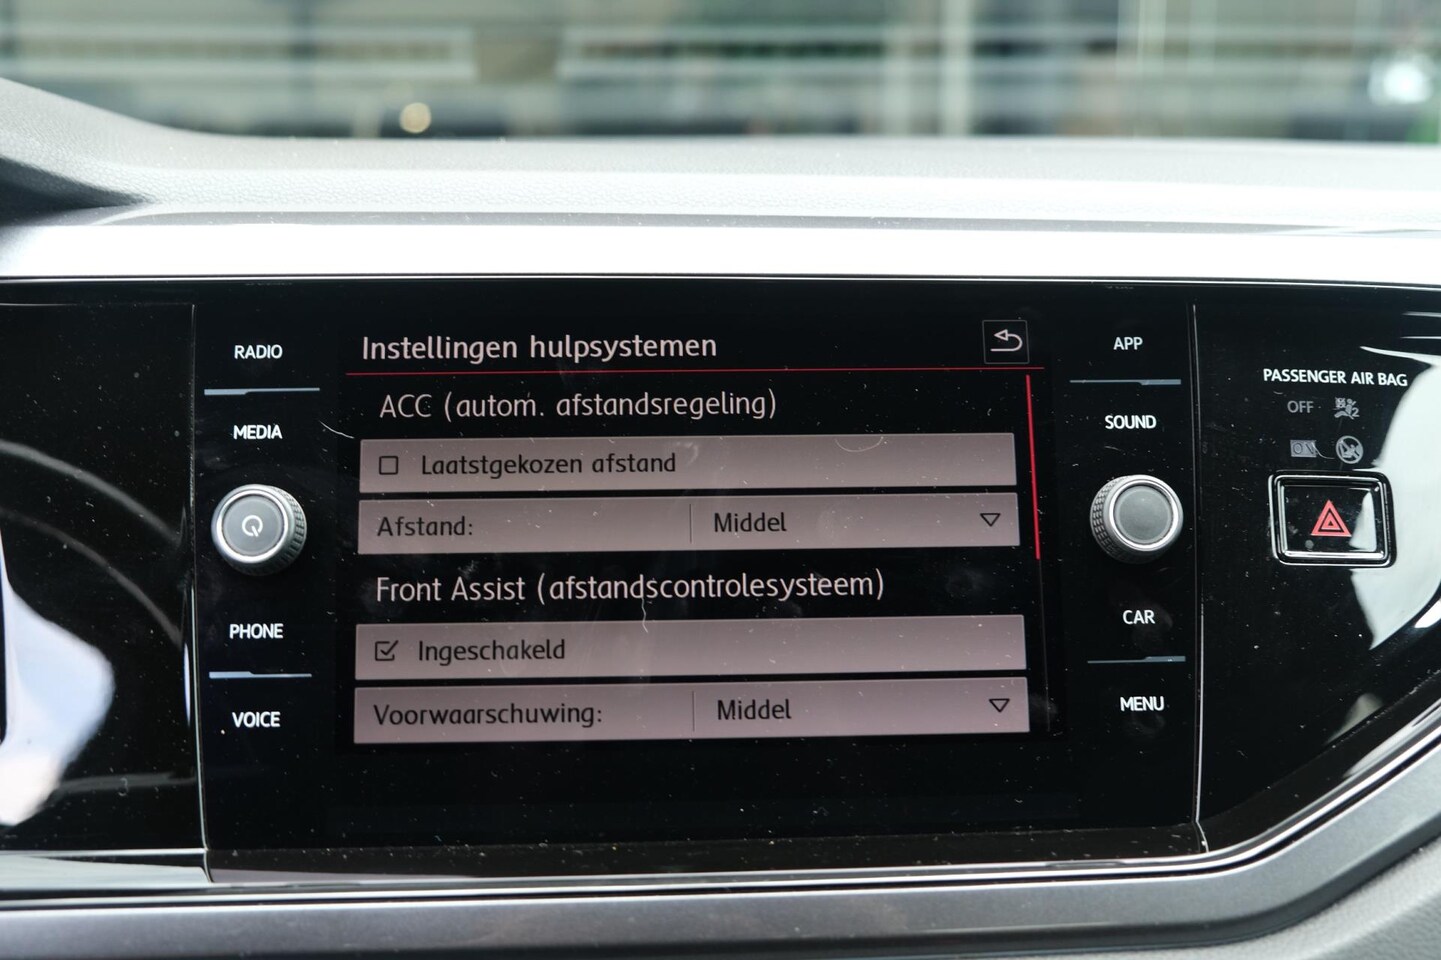 RADIO
MEDIA
PHONE
VOICE
Instellingen hulpsystemen
ACC (autom. afstandsregeling)
Laatstgekozen afstand
Afstand: Middel
Front Assist (afstandscontrolesysteem)
Ingeschakeld
Voorwaarschuwing: Middel
APP
SOUND
CAR
MENU
PASSENGER AIR BAG
OFF
ON